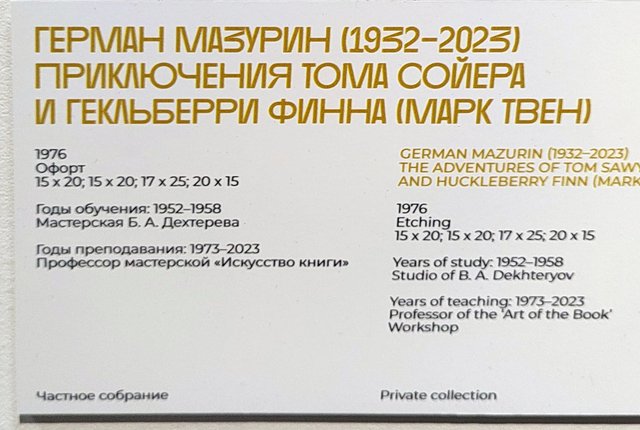 ГЕРМАН МАЗУРИН (1932–2023)
ПРИКЛЮЧЕНИЯ ТОМА СОЙЕРА
И ГЕКЛЬБЕРРИ ФИННА (МАРК ТВЕН)
1976
Офорт
15 x 20; 15 x 20; 17 x 25; 20 x 15
Годы обучения: 1952–1958
Мастерская Б. А. Дехтерева
Годы преподавания: 1973–2023
Профессор мастерской «Искусство книги»
Частное собрание
GERMAN MAZURIN (1932–2023)
THE ADVENTURES OF TOM
AND HUCKLEBERRY FINN (MARK
1976
Etching
15 x 20; 15 x 20; 17 x 25; 20 x 15
Years of study: 1952–1958
Studio of B. A. Dekhteryov
Years of teaching: 1973–2023
Professor of the 'Art of the Book'
Workshop
Private collection